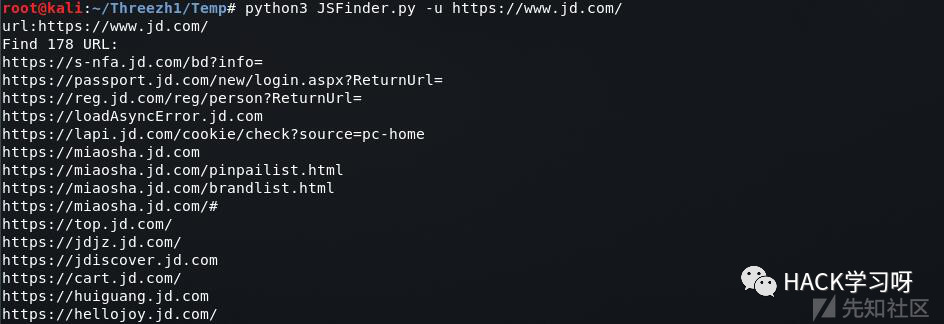 root@kali:~/Threezh1/Temp# python3 JSFinder.py -u https://www.jd.com/
url:https://www.jd.com/
Find 178 URL:
https://s-nfa.jd.com/bd?info=
https://passport.jd.com/new/login.aspx?ReturnUrl=
https://reg.jd.com/reg/person?ReturnUrl=
https://loadAsyncError.jd.com
https://lapi.jd.com/cookie/check?source=pc-home
https://miaosha.jd.com
https://miaosha.jd.com/pinpailist.html
https://miaosha.jd.com/brandlist.html
https://miaosha.jd.com/#
https://top.jd.com/
https://jdjz.jd.com/
https://jdiscover.jd.com
https://cart.jd.com/
https://huiguang.jd.com
https://hellojoy.jd.com/
HACK学习呀
先知社区